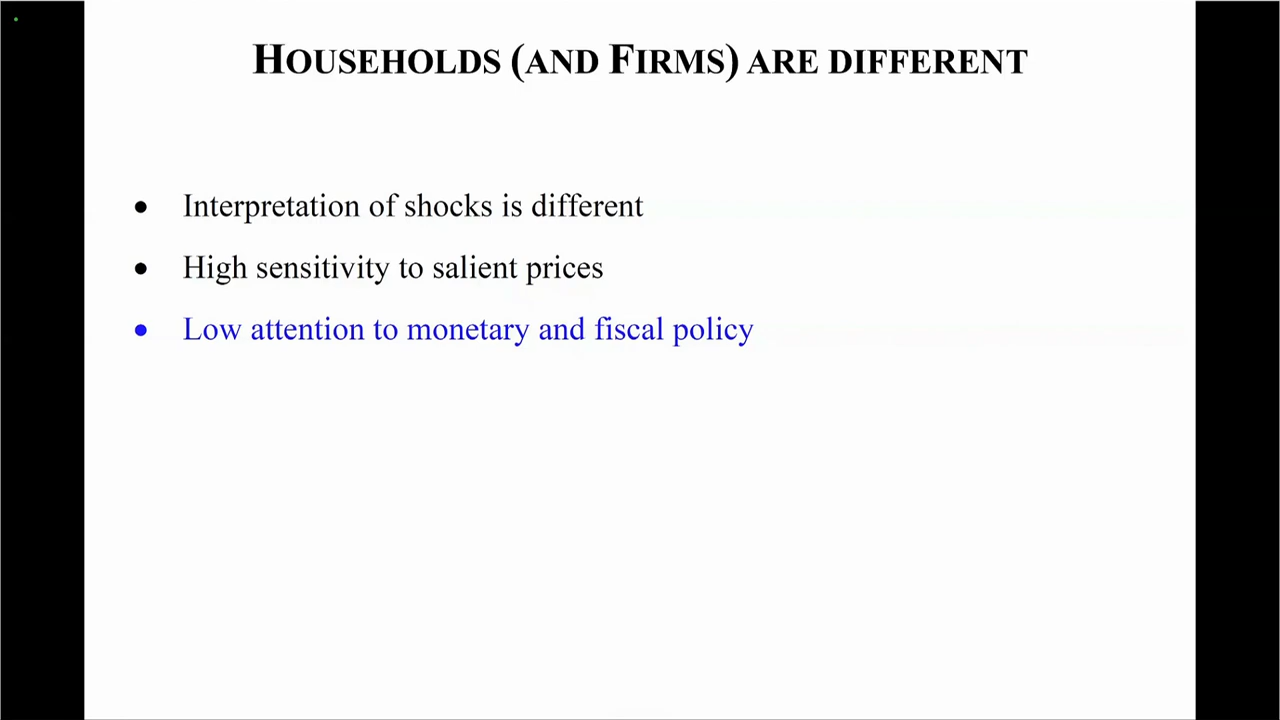 HOUSEHOLDS (AND FIRMS) ARE DIFFERENT
• Interpretation of shocks is different
• High sensitivity to salient prices
• Low attention to monetary and fiscal policy